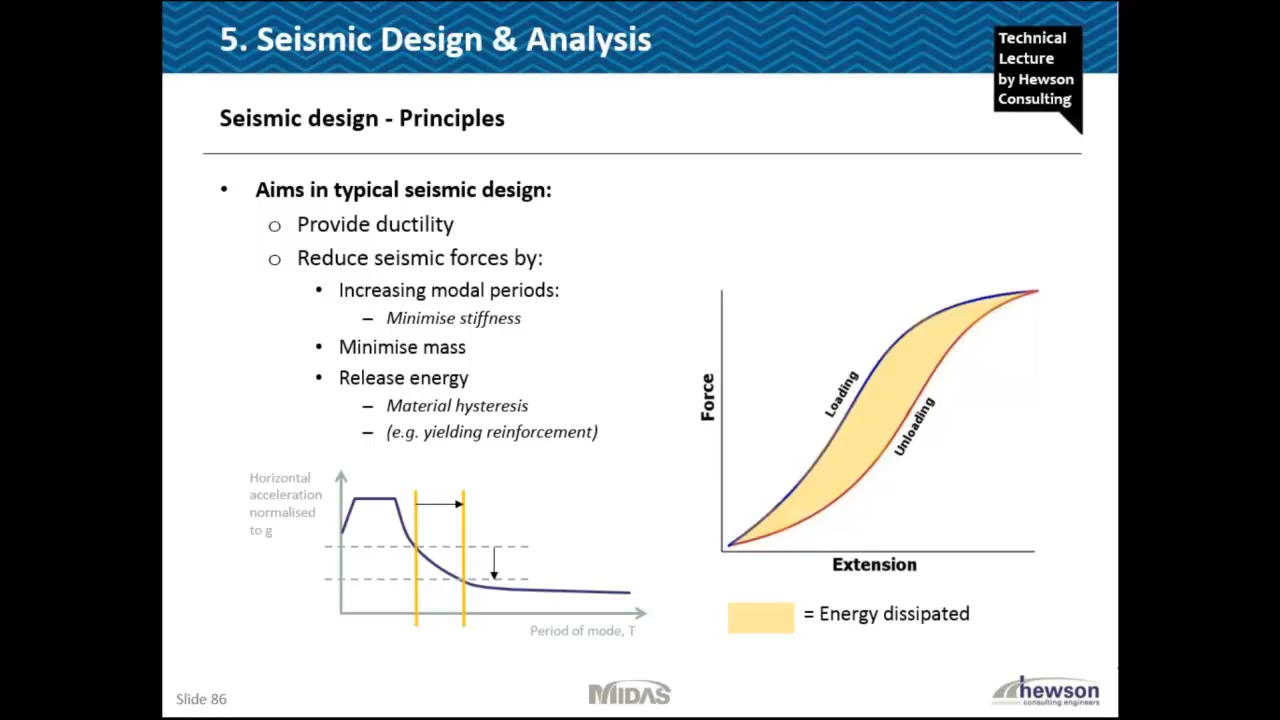 5. Seismic Design & Analysis
Technical
Lecture
by Hewson
Consulting
Seismic design - Principles
• Aims in typical seismic design:
o Provide ductility
o Reduce seismic forces by:
• Increasing modal periods:
– Minimise stiffness
• Minimise mass
• Release energy
– Material hysteresis
– (e.g. yielding reinforcement)
Horizontal
acceleration
normalised
to g
Period of mode, T
Force
Loading
Unloading
Extension
= Energy dissipated
Slide 86
MIDAS
hewson
consulting engineers